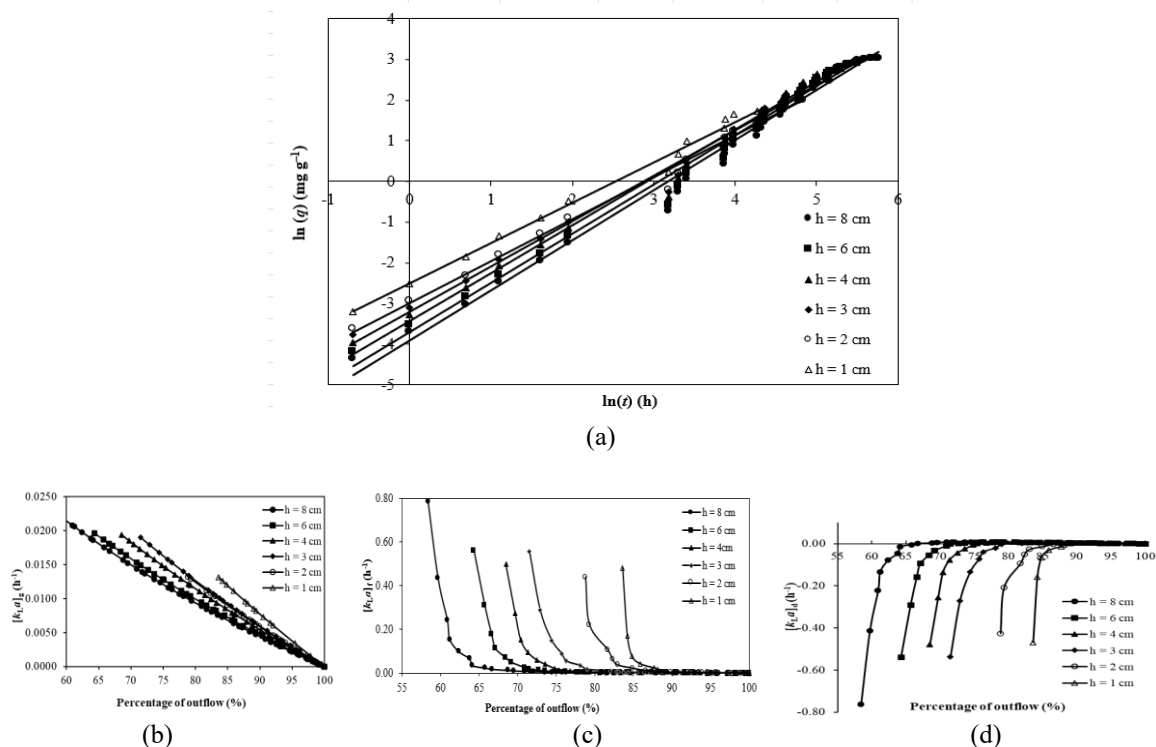 4
3
2
1
0
-1
-2
-3
-4
-5
-1 0 1 2 3 4 5 6
ln (q) (mg g⁻¹)
ln(t) (h)
h = 8 cm
h = 6 cm
h = 4 cm
h = 3 cm
h = 2 cm
h = 1 cm
(a)
0.0250
0.0200
0.0150
0.0100
0.0050
0.0000
60 65 70 75 80 85 90 95 100
[kLa]g (h⁻¹)
Percentage of outflow (%)
h = 8 cm
h = 6 cm
h = 4 cm
h = 3 cm
h = 2 cm
h = 1 cm
(b)
0.80
0.60
0.40
0.20
0.00
55 60 65 70 75 80 85 90 95 100
[kLa]f (h⁻¹)
Percentage of outflow (%)
h = 8 cm
h = 6 cm
h = 4cm
h = 3 cm
h = 2 cm
h = 1 cm
(c)
0.00
-0.20
-0.40
-0.60
-0.80
55 60 65 70 75 80 85 90 95 100
[kLa]d (h⁻¹)
Percentage of outflow (%)
h = 8 cm
h = 6 cm
h = 4 cm
h = 3 cm
h = 2 cm
h = 1 cm
(d)